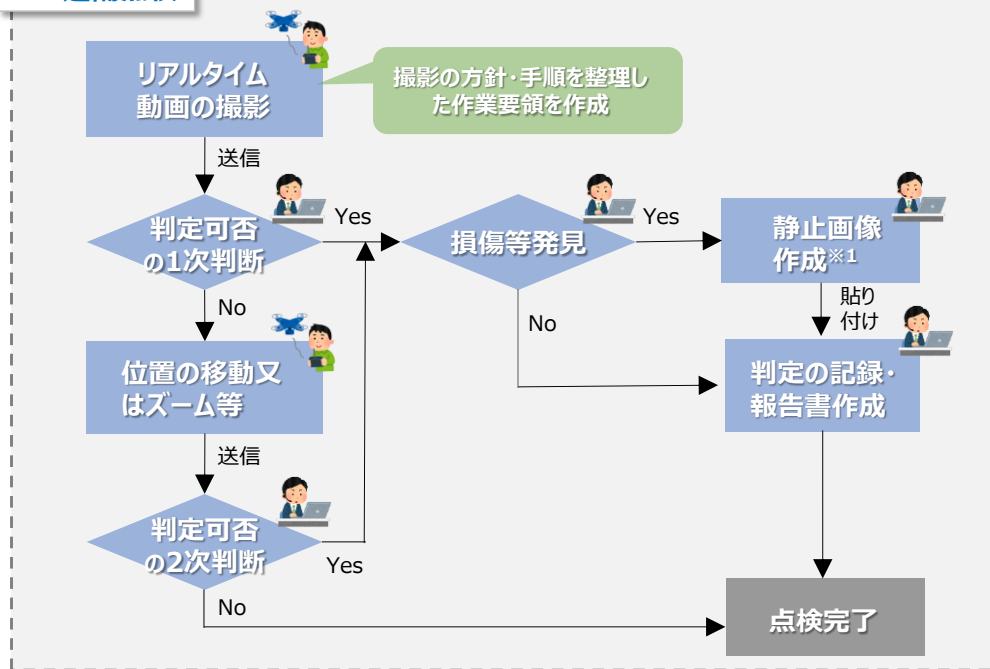 リアルタイム
動画の撮影
撮影の方針・手順を整理し
た作業要領を作成
送信
判定可否
の1次判断
Yes
損傷等発見
Yes
静止画像
作成※1
No
貼り
付け
No
位置の移動又
はズーム等
判定の記録・
報告書作成
送信
判定可否
の2次判断
Yes
No
点検完了